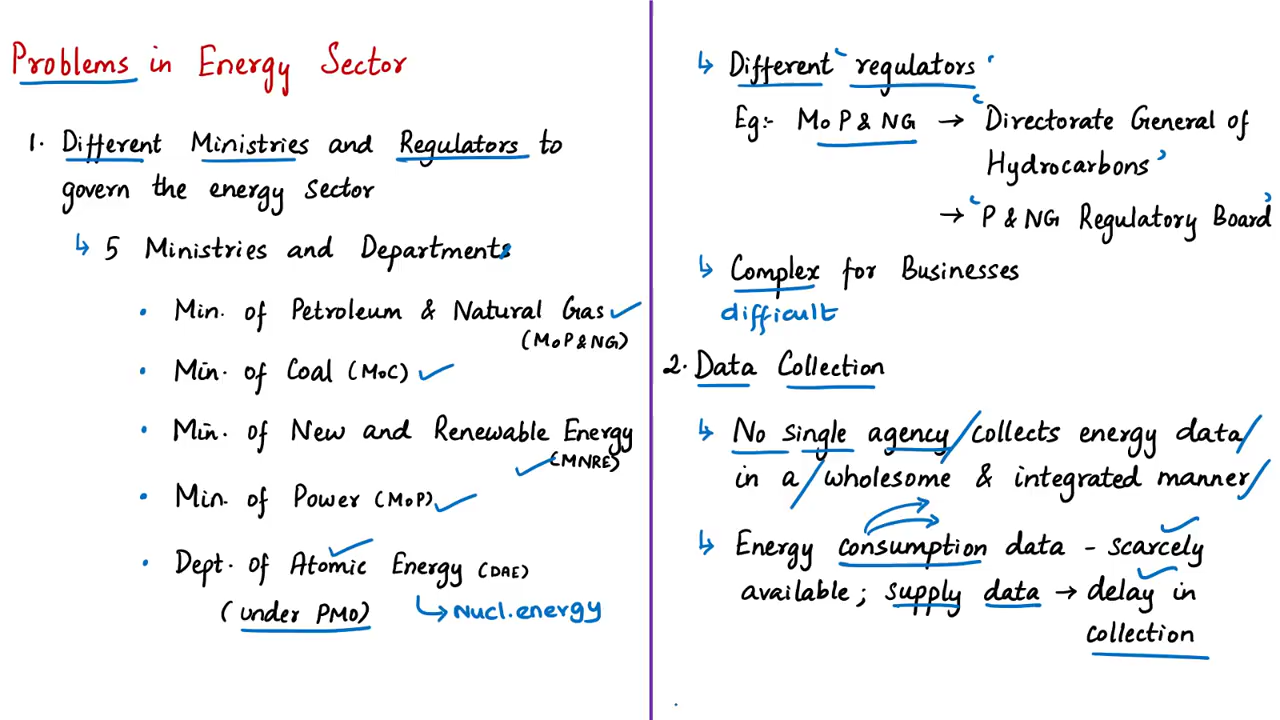 Problems in Energy Sector
1. Different Ministries and Regulators to
govern the energy sector
↳ 5 Ministries and Departments
• Min. of Petroleum & Natural Gas
(MoP&NG)
• Min. of Coal (MoC)
• Min. of New and Renewable Energy
(MNRE)
• Min. of Power (MoP)
• Dept. of Atomic Energy (DAE)
(under PMO) ↳ Nucl.energy
↳ Different 'regulators'
Eg:- MoP&NG → 'Directorate General of
Hydrocarbons'
→ 'P & NG Regulatory Board'
↳ Complex for Businesses
difficult
2. Data Collection
↳ No single agency/collects energy data/
in a/wholesome & integrated manner/
↳ Energy consumption data - scarcely
available; supply data → delay in
collection